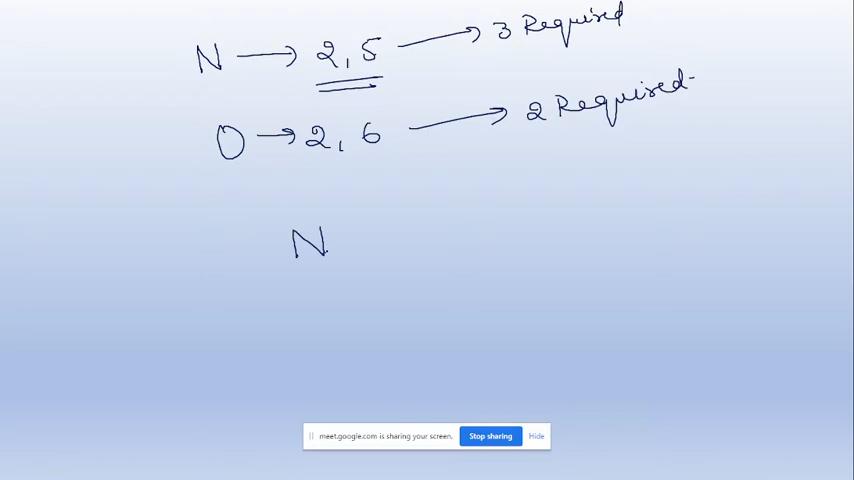 N → 2, 5 → 3 Required
O → 2, 6 → 2 Required
N
meet.google.com is sharing your screen. Stop sharing Hide